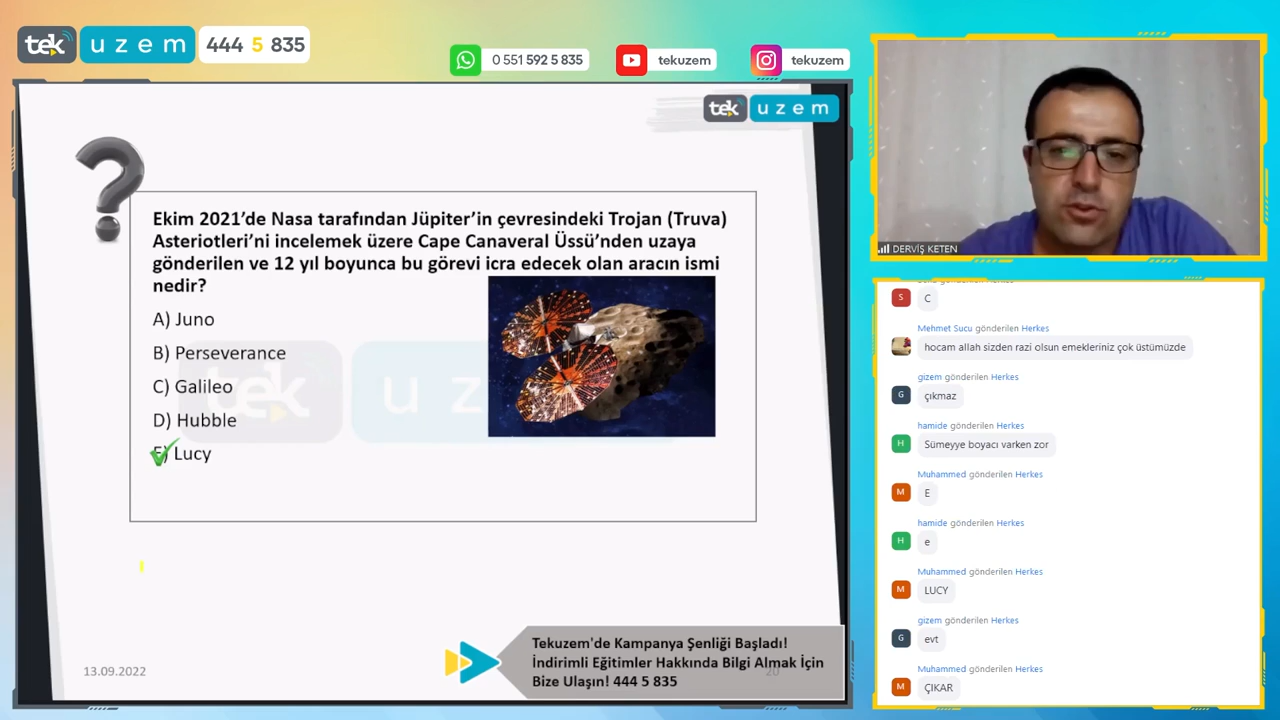 tek uzem 444 5 835
0 551 592 5 835
tekuzem
tekuzem
tek uzem
Ekim 2021'de Nasa tarafından Jüpiter'in çevresindeki Trojan (Truva)
Asteriotleri'ni incelemek üzere Cape Canaveral Üssü'nden uzaya
gönderilen ve 12 yıl boyunca bu görevi icra edecek olan aracın ismi
nedir?
A) Juno
B) Perseverance
C) Galileo
D) Hubble
E) Lucy
13.09.2022
20
Tekuzem'de Kampanya Şenliği Başladı!
İndirimli Eğitimler Hakkında Bilgi Almak İçin
Bize Ulaşın! 444 5 835
DERVİŞ KETEN
S
C
Mehmet Sucu gönderilen Herkes
hocam allah sizden razi olsun emekleriniz çok üstümüzde
gizem gönderilen Herkes
G
çıkmaz
hamide gönderilen Herkes
H
Sümeyye boyacı varken zor
Muhammed gönderilen Herkes
M
E
hamide gönderilen Herkes
H
e
Muhammed gönderilen Herkes
M
LUCY
gizem gönderilen Herkes
G
evt
Muhammed gönderilen Herkes
M
ÇIKAR